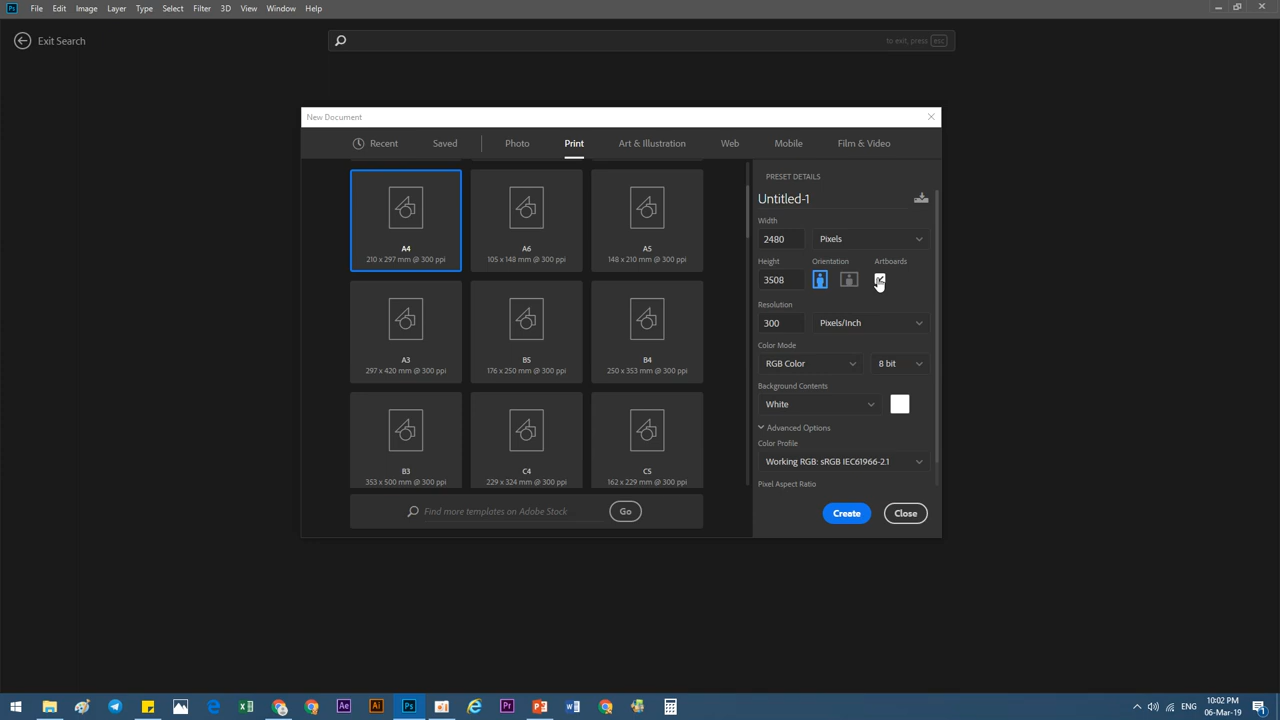 Ps File Edit Image Layer Type Select Filter 3D View Window Help
Exit Search
to exit, press esc
New Document
Recent Saved Photo Print Art & Illustration Web Mobile Film & Video
A4
210 x 297 mm @ 300 ppi
A6
105 x 148 mm @ 300 ppi
A5
148 x 210 mm @ 300 ppi
A3
297 x 420 mm @ 300 ppi
B5
176 x 250 mm @ 300 ppi
B4
250 x 353 mm @ 300 ppi
B3
353 x 500 mm @ 300 ppi
C4
229 x 324 mm @ 300 ppi
C5
162 x 229 mm @ 300 ppi
Find more templates on Adobe Stock Go
PRESET DETAILS
Untitled-1
Width
2480 Pixels
Height Orientation Artboards
3508
Resolution
300 Pixels/Inch
Color Mode
RGB Color 8 bit
Background Contents
White
Advanced Options
Color Profile
Working RGB: sRGB IEC61966-2.1
Pixel Aspect Ratio
Create Close
Ae Ai Ps Pr
ENG
10:02 PM
06-Mar-19
1